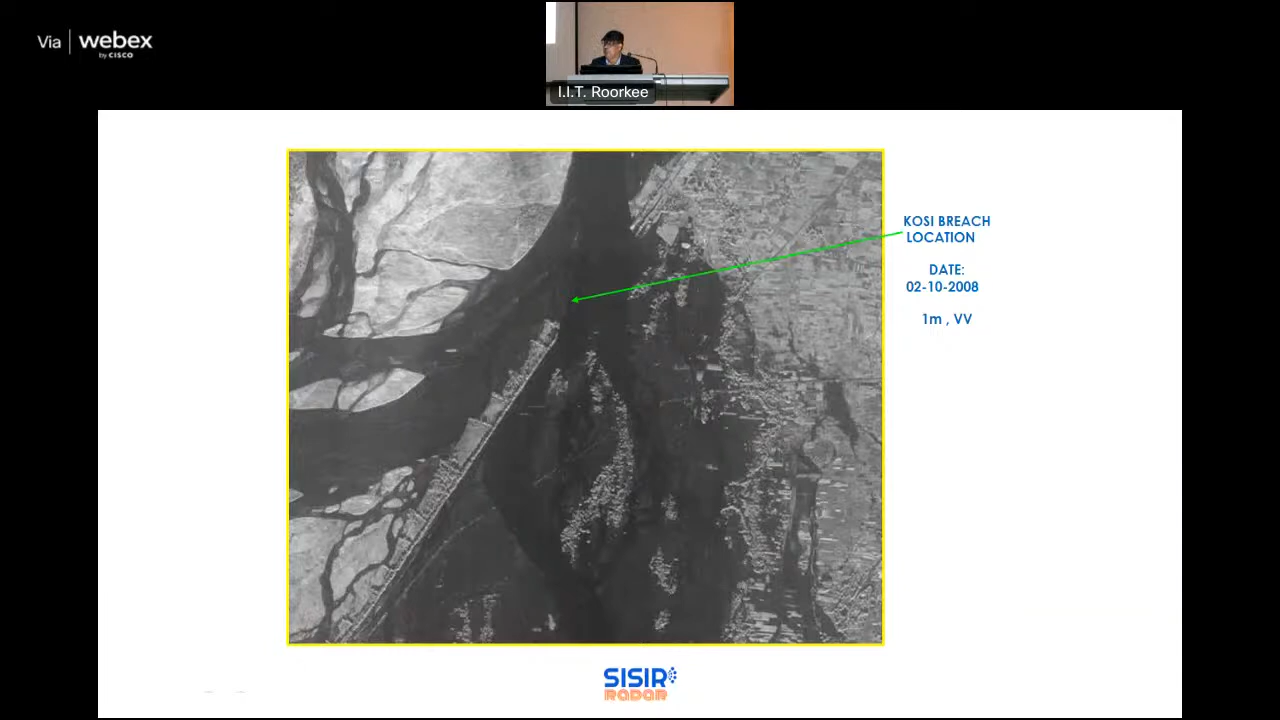 Via webex
by CISCO
I.I.T. Roorkee
KOSI BREACH
LOCATION
DATE:
02-10-2008
1m , VV
SISIR
RADAR